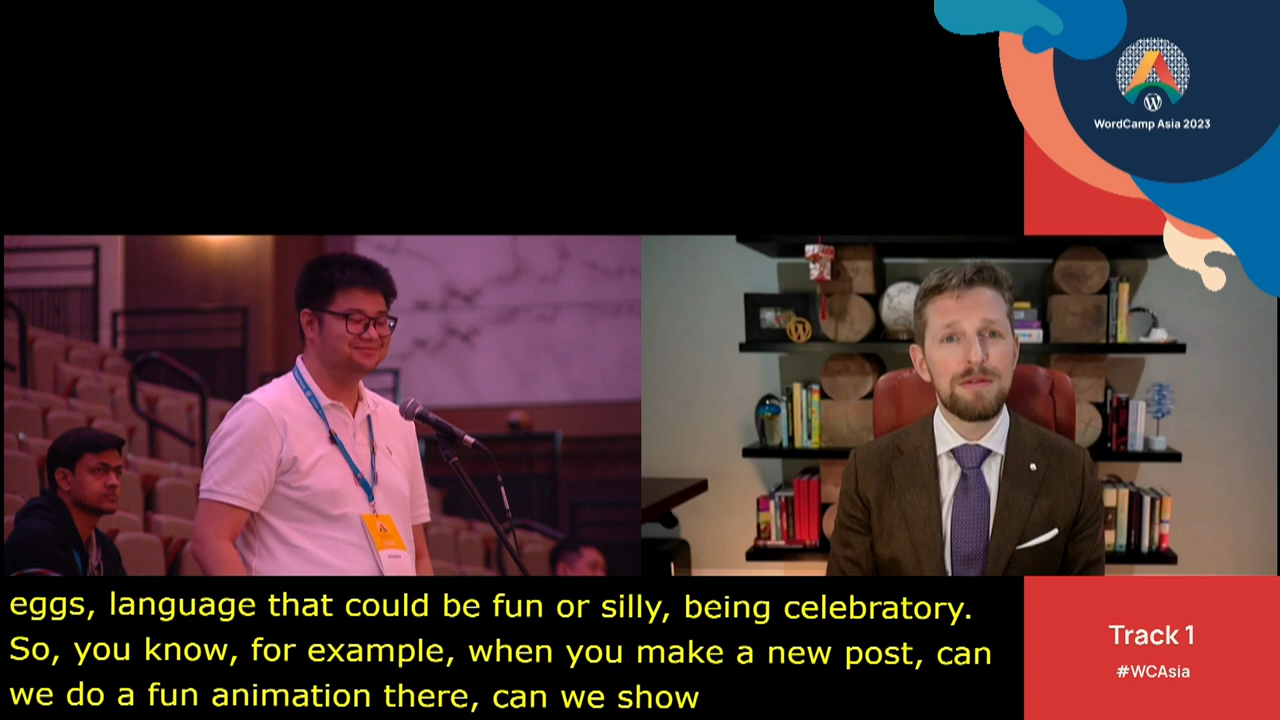 WordCamp Asia 2023
eggs, language that could be fun or silly, being celebratory.
So, you know, for example, when you make a new post, can
we do a fun animation there, can we show
Track 1
#WCAsia